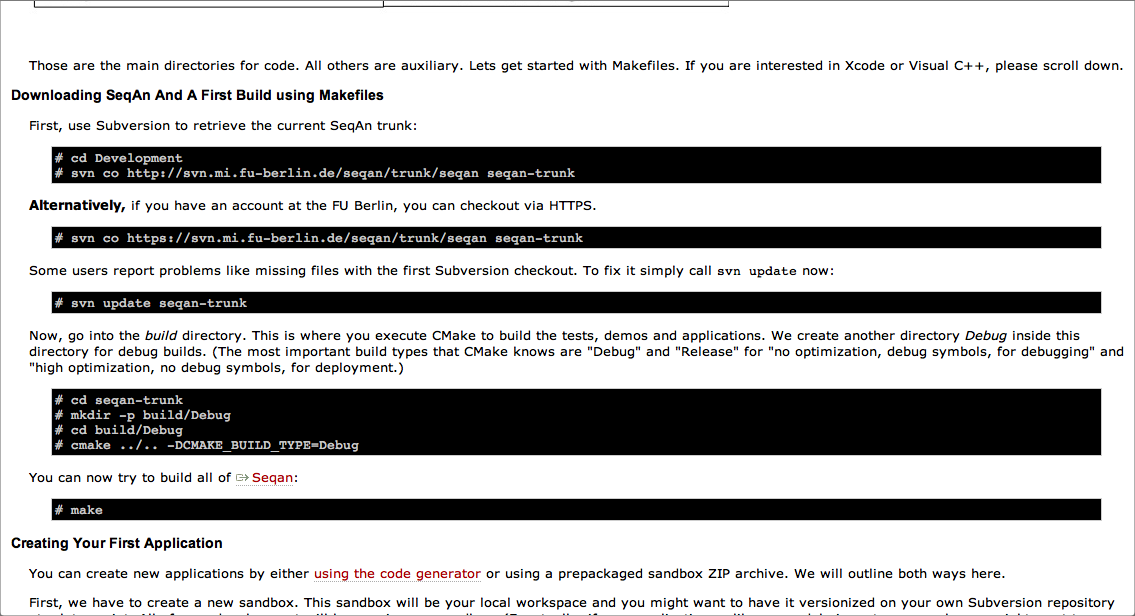 Those are the main directories for code. All others are auxiliary. Lets get started with Makefiles. If you are interested in Xcode or Visual C++, please scroll down.
Downloading SeqAn And A First Build using Makefiles
First, use Subversion to retrieve the current SeqAn trunk:
# cd Development
# svn co http://svn.mi.fu-berlin.de/seqan/trunk/seqan seqan-trunk
Alternatively, if you have an account at the FU Berlin, you can checkout via HTTPS.
# svn co https://svn.mi.fu-berlin.de/seqan/trunk/seqan seqan-trunk
Some users report problems like missing files with the first Subversion checkout. To fix it simply call svn update now:
# svn update seqan-trunk
Now, go into the build directory. This is where you execute CMake to build the tests, demos and applications. We create another directory Debug inside this
directory for debug builds. (The most important build types that CMake knows are "Debug" and "Release" for "no optimization, debug symbols, for debugging" and
"high optimization, no debug symbols, for deployment.)
# cd seqan-trunk
# mkdir -p build/Debug
# cd build/Debug
# cmake ../.. -DCMAKE_BUILD_TYPE=Debug
You can now try to build all of Seqan:
# make
Creating Your First Application
You can create new applications by either using the code generator or using a prepackaged sandbox ZIP archive. We will outline both ways here.
First, we have to create a new sandbox. This sandbox will be your local workspace and you might want to have it versionized on your own Subversion repository